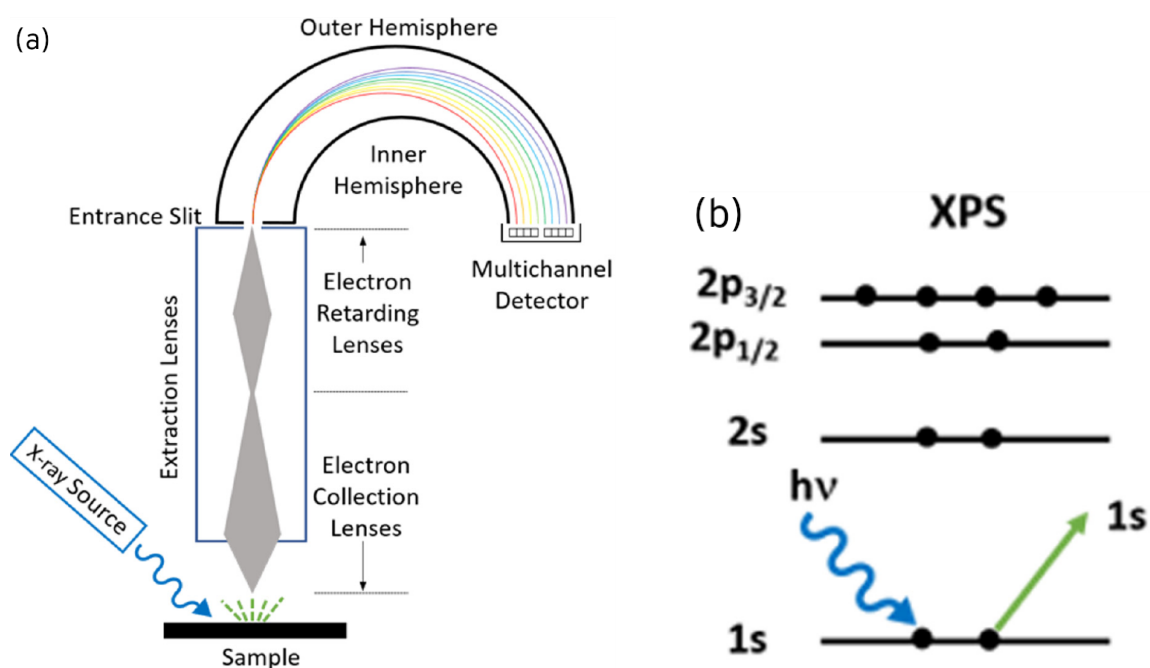 (a)
Outer Hemisphere
Inner
Hemisphere
Entrance Slit
Multichannel
Detector
Extraction Lenses
Electron
Retarding
Lenses
Electron
Collection
Lenses
X-ray Source
Sample
(b)
XPS
2p3/2
2p1/2
2s
hν
1s
1s